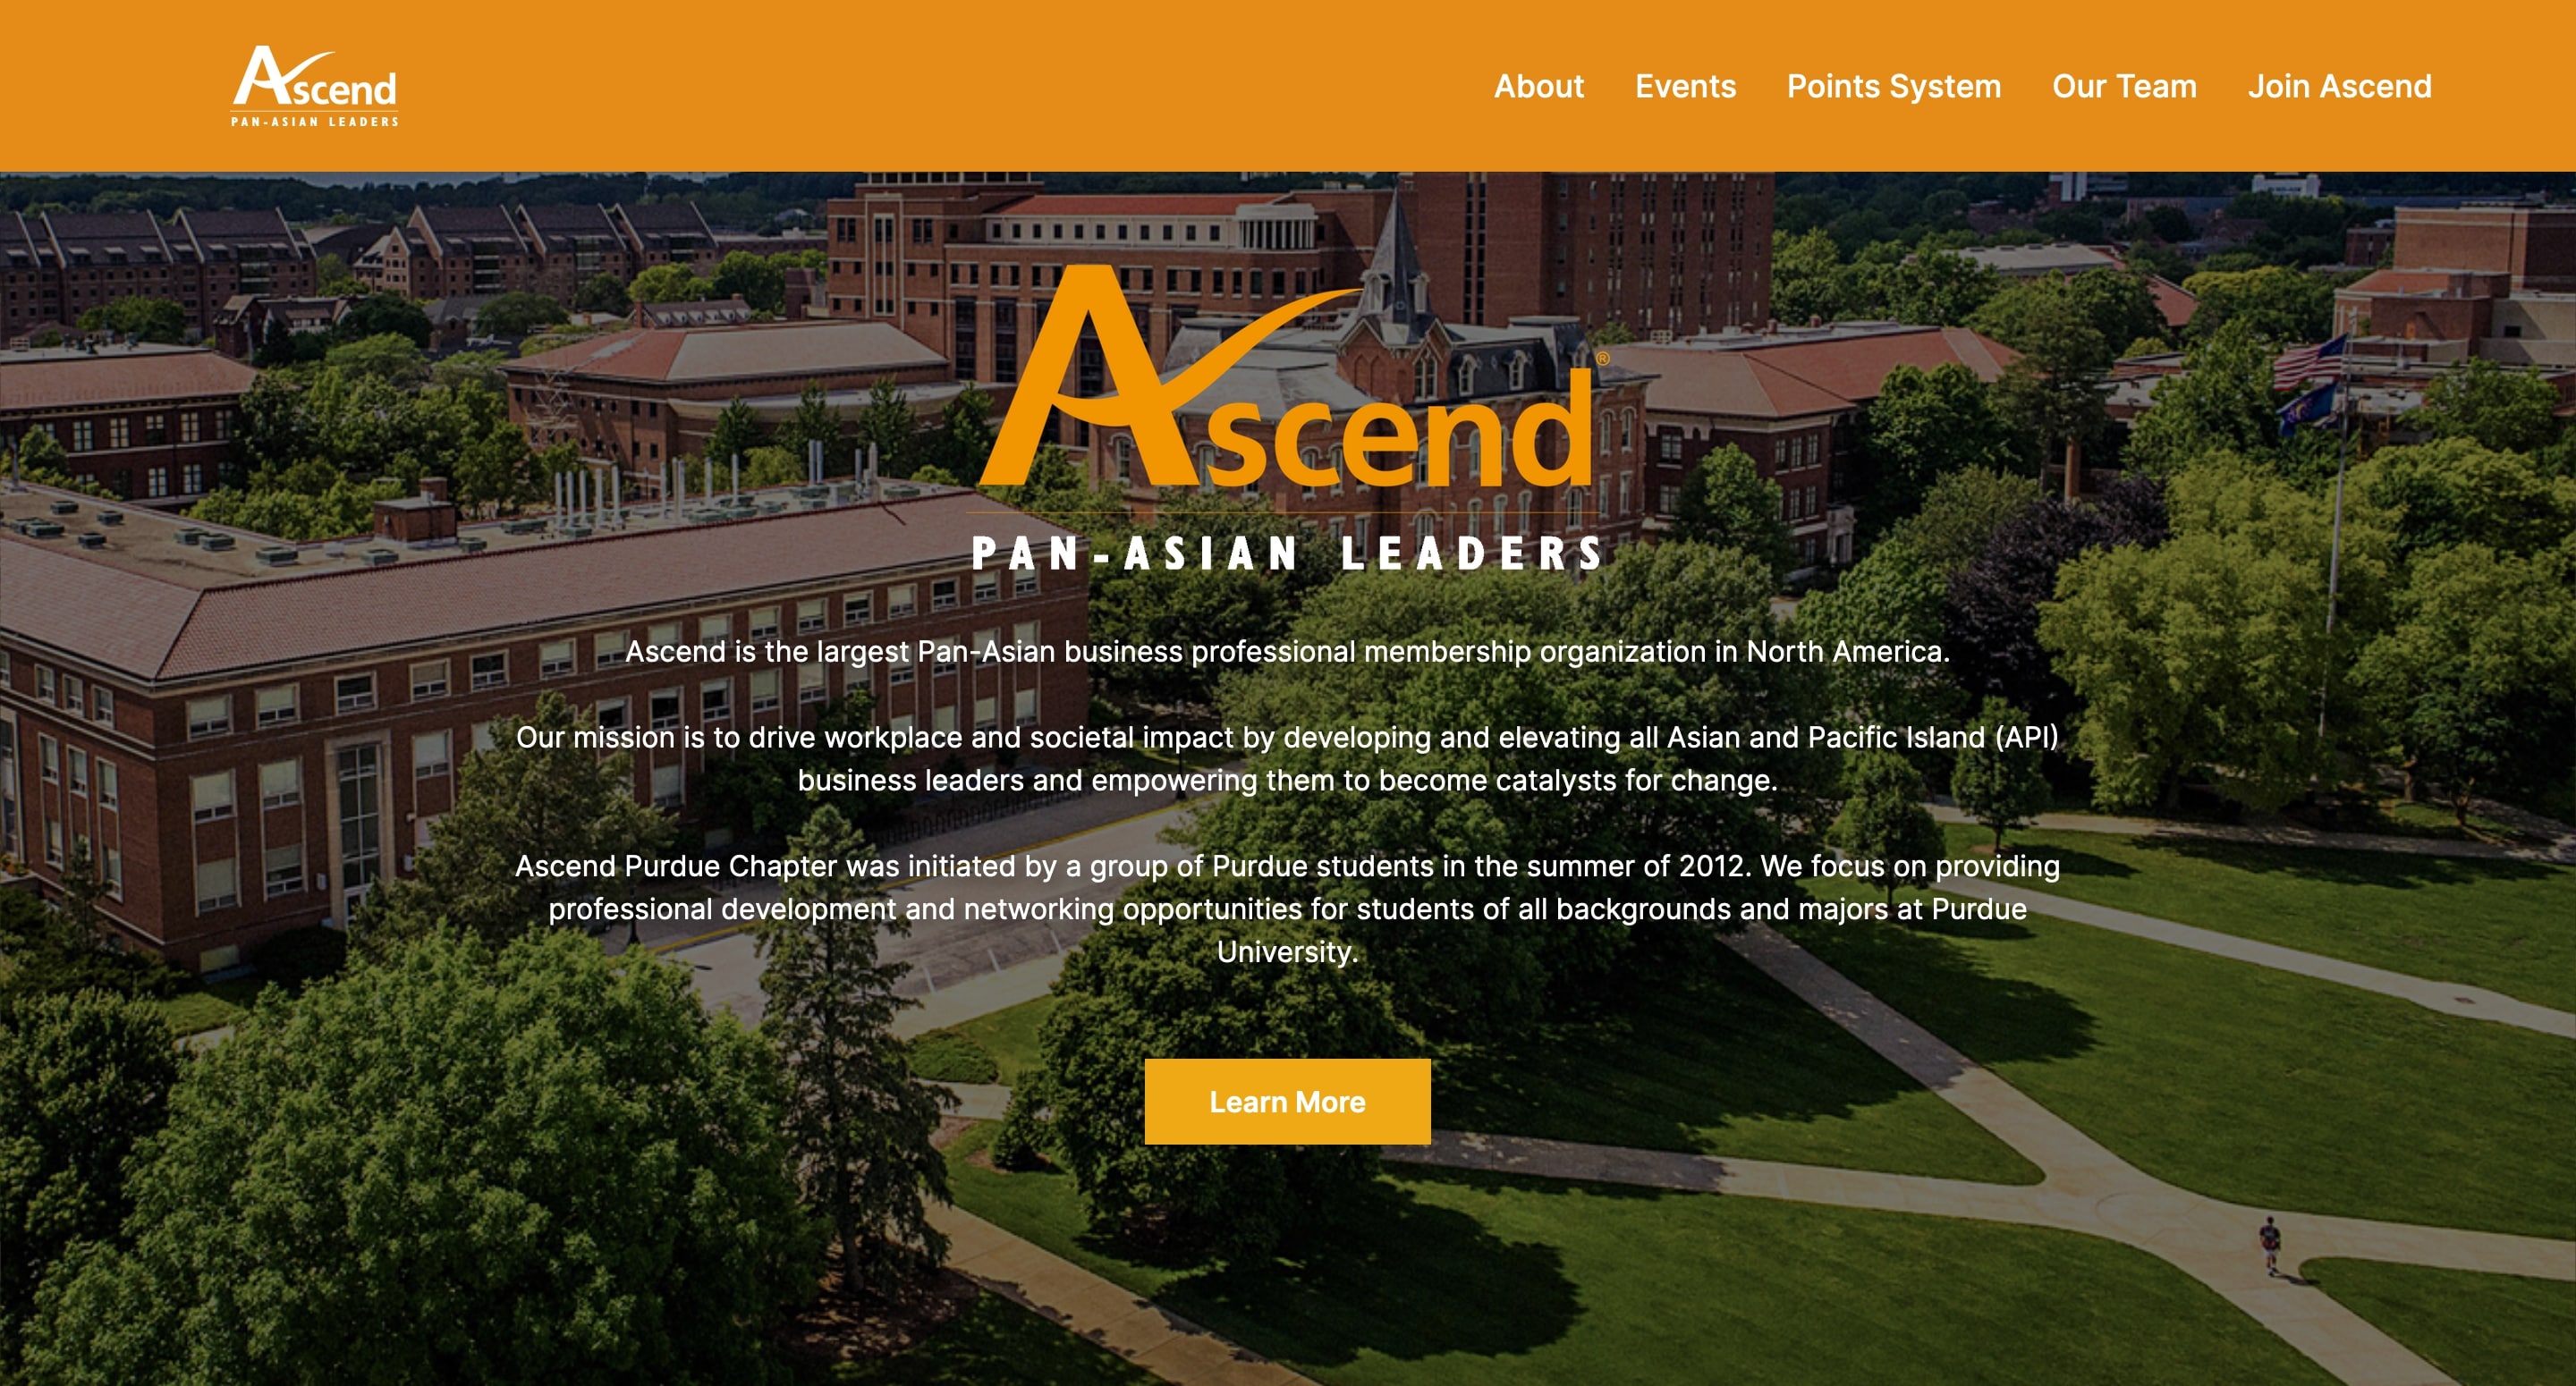 Ascend
PAN-ASIAN LEADERS
About Events Points System Our Team Join Ascend
Ascend®
PAN-ASIAN LEADERS
Ascend is the largest Pan-Asian business professional membership organization in North America.
Our mission is to drive workplace and societal impact by developing and elevating all Asian and Pacific Island (API)
business leaders and empowering them to become catalysts for change.
Ascend Purdue Chapter was initiated by a group of Purdue students in the summer of 2012. We focus on providing
professional development and networking opportunities for students of all backgrounds and majors at Purdue
University.
Learn More